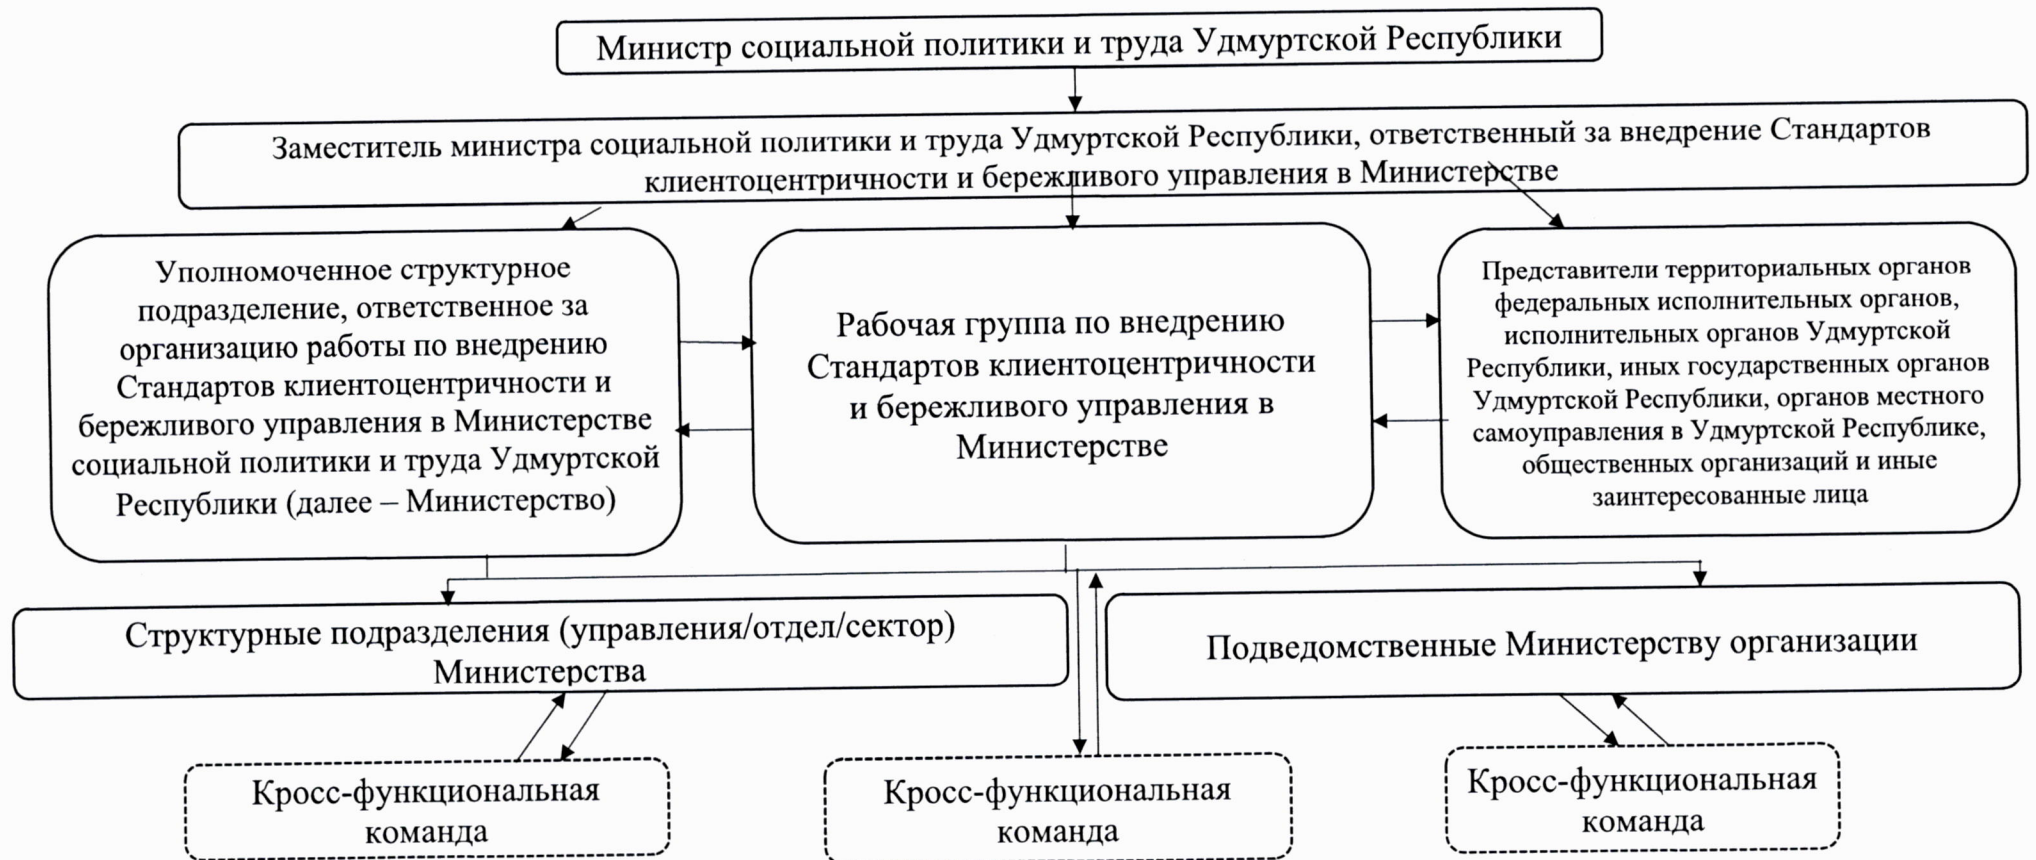 Министр социальной политики и труда Удмуртской Республики
Заместитель министра социальной политики и труда Удмуртской Республики, ответственный за внедрение Стандартов
клиентоцентричности и бережливого управления в Министерстве
Уполномоченное структурное
подразделение, ответственное за
организацию работы по внедрению
Стандартов клиентоцентричности и
бережливого управления в Министерстве
социальной политики и труда Удмуртской
Республики (далее – Министерство)
Рабочая группа по внедрению
Стандартов клиентоцентричности
и бережливого управления в
Министерстве
Представители территориальных органов
федеральных исполнительных органов,
исполнительных органов Удмуртской
Республики, иных государственных органов
Удмуртской Республики, органов местного
самоуправления в Удмуртской Республике,
общественных организаций и иные
заинтересованные лица
Структурные подразделения (управления/отдел/сектор)
Министерства
Подведомственные Министерству организации
Кросс-функциональная
команда
Кросс-функциональная
команда
Кросс-функциональная
команда